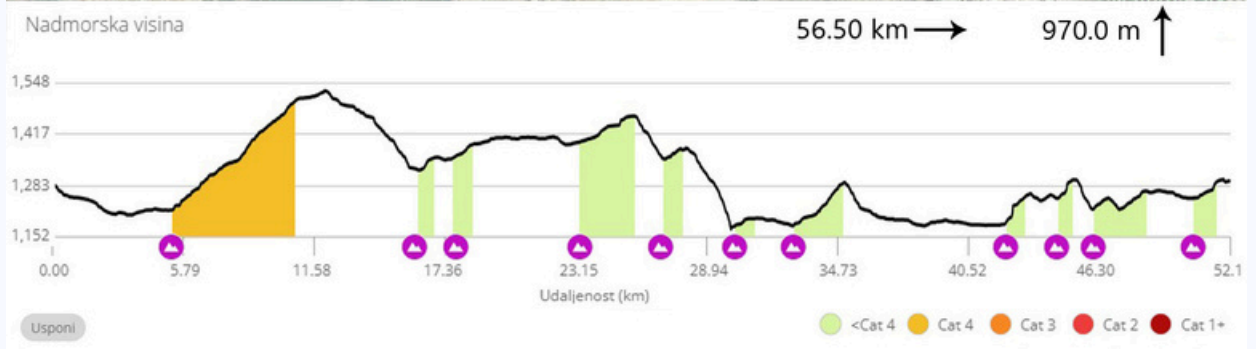 Nadmorska visina
56.50 km
970.0 m
1,548
1,417
1,283
1,152
0.00 5.79 11.58 17.36 23.15 28.94 34.73 40.52 46.30 52.1
Udaljenost (km)
Usponi
<Cat 4 Cat 4 Cat 3 Cat 2 Cat 1+